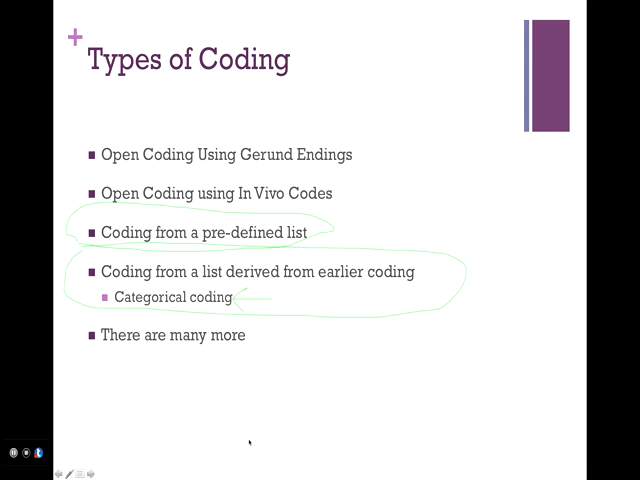 Types of Coding
Open Coding Using Gerund Endings
Open Coding using In Vivo Codes
Coding from a pre-defined list
Coding from a list derived from earlier coding
Categorical coding
There are many more